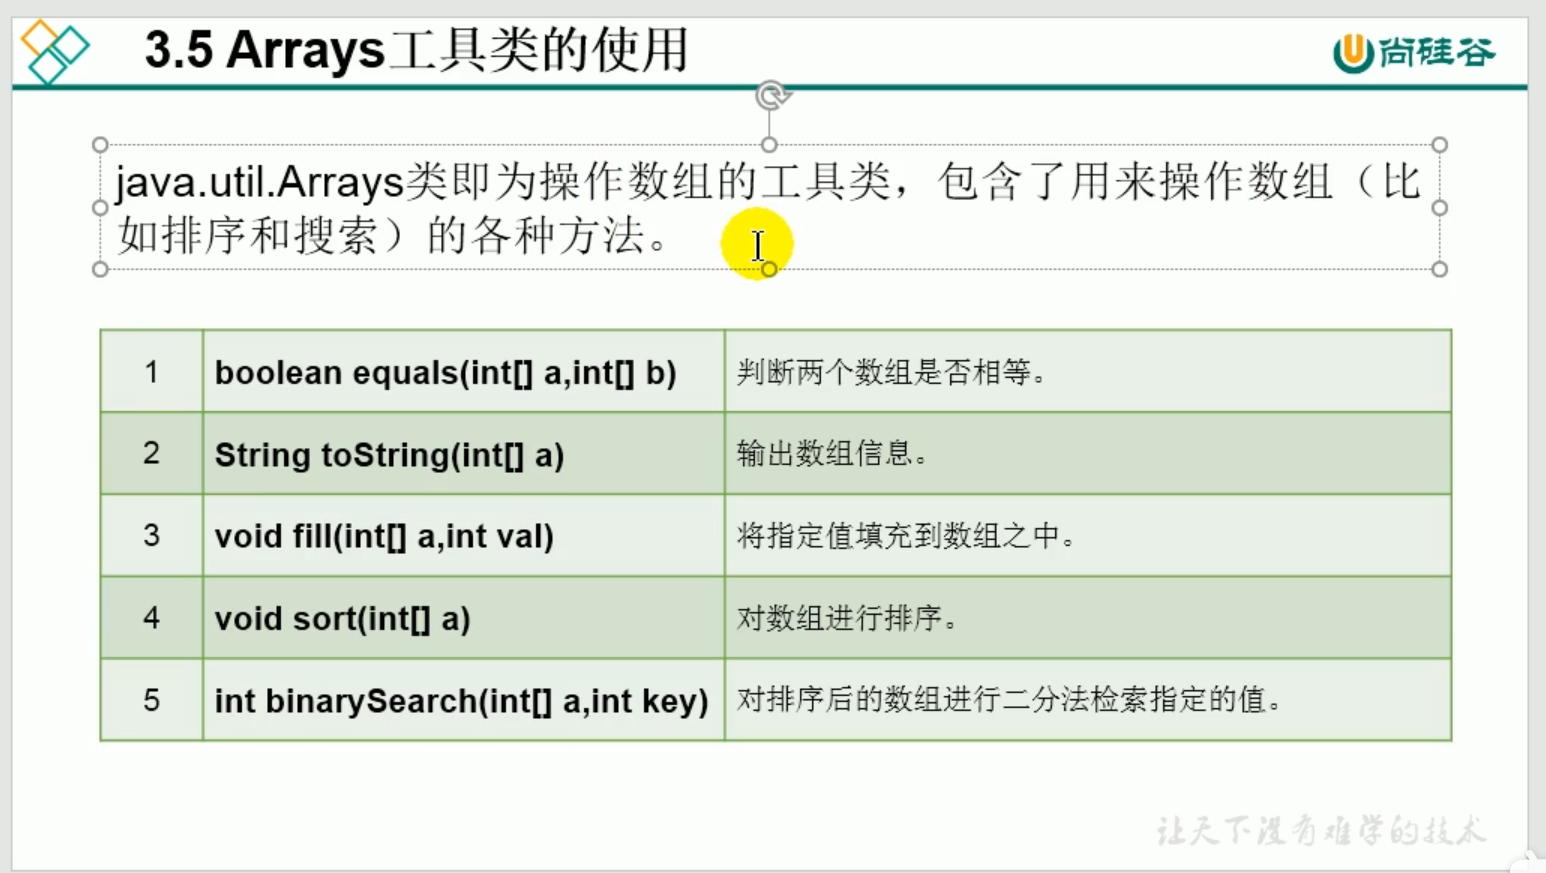 3.5 Arrays工具类的使用
尚硅谷
java.util.Arrays类即为操作数组的工具类，包含了用来操作数组（比
如排序和搜索）的各种方法。
1 boolean equals(int[] a,int[] b) 判断两个数组是否相等。
2 String toString(int[] a) 输出数组信息。
3 void fill(int[] a,int val) 将指定值填充到数组之中。
4 void sort(int[] a) 对数组进行排序。
5 int binarySearch(int[] a,int key) 对排序后的数组进行二分法检索指定的值。
让天下没有难学的技术